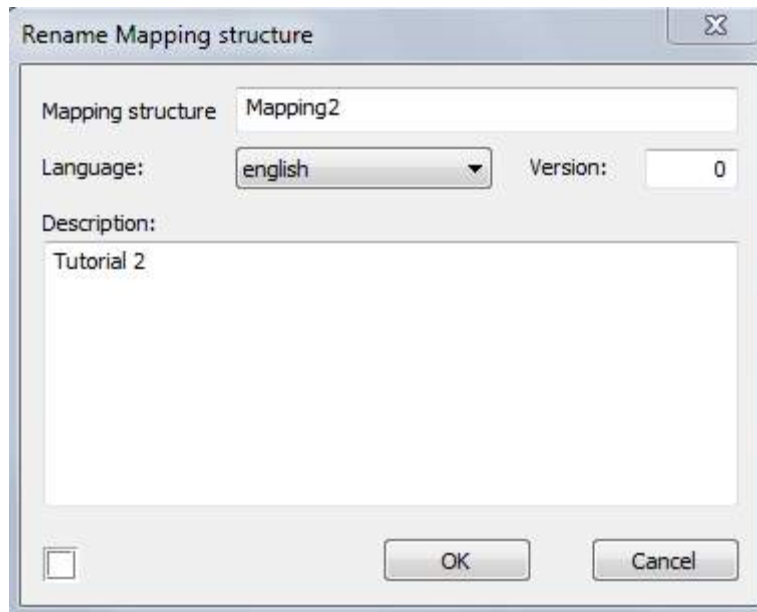 Rename Mapping structure
Mapping structure Mapping2
Language: english Version: 0
Description:
Tutorial 2
OK Cancel